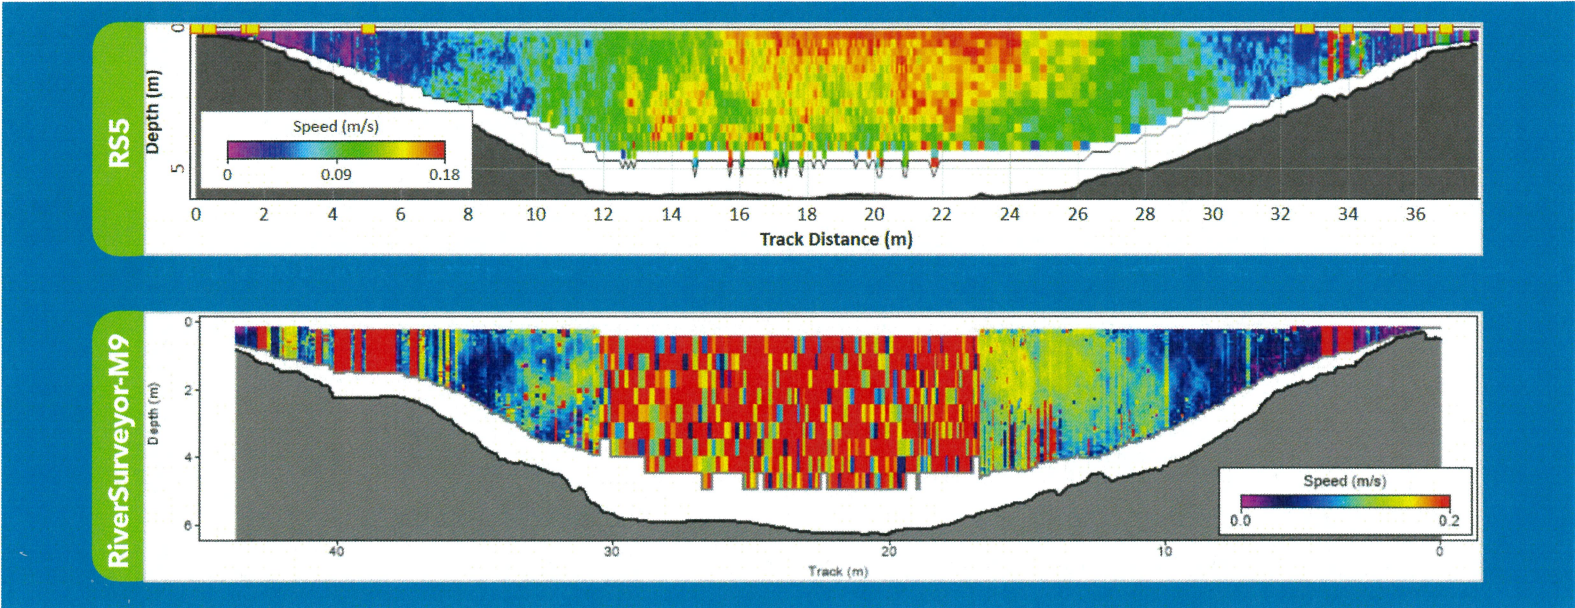 RS5
Depth (m)
0
5
Speed (m/s)
0 0.09 0.18
0 2 4 6 8 10 12 14 16 18 20 22 24 26 28 30 32 34 36
Track Distance (m)
RiverSurveyor-M9
Depth (m)
0
2
4
6
Speed (m/s)
0.0 0.2
40 30 20 10 0
Track (m)